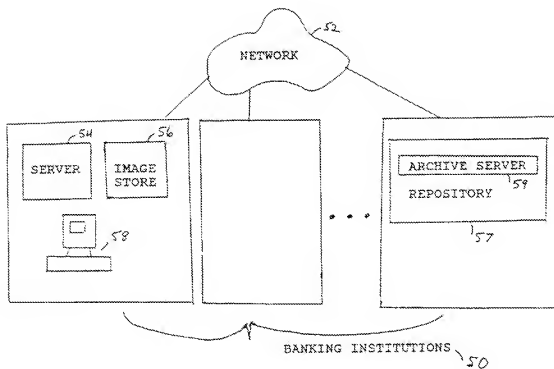 52
NETWORK
54
56
SERVER
IMAGE
STORE
ARCHIVE SERVER
59
REPOSITORY
58
57
BANKING INSTITUTIONS
50